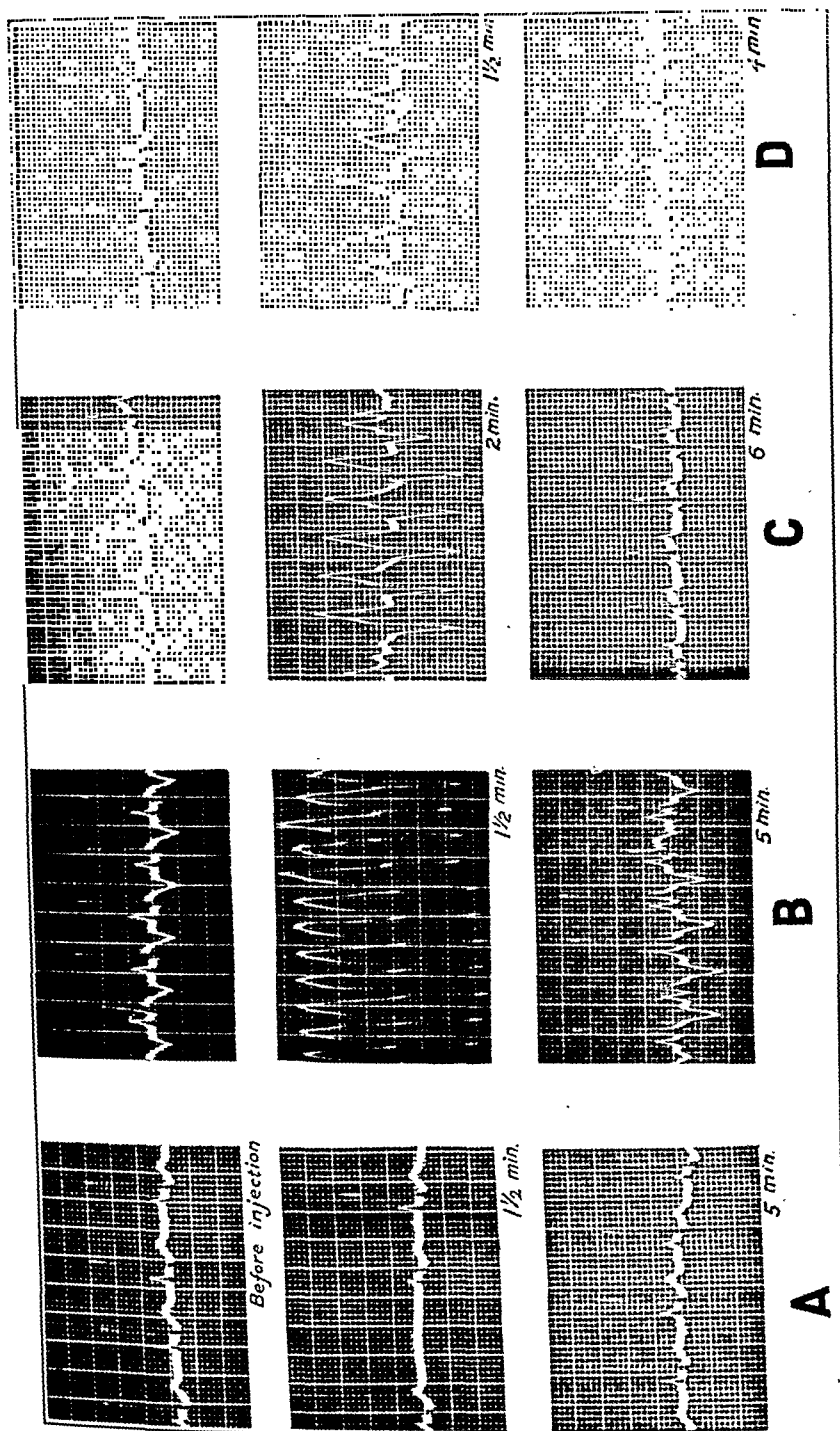 Before injection
1½ min.
5 min.
A
1½ min.
5 min.
B
2 min.
6 min.
C
1½ min
4 min
D